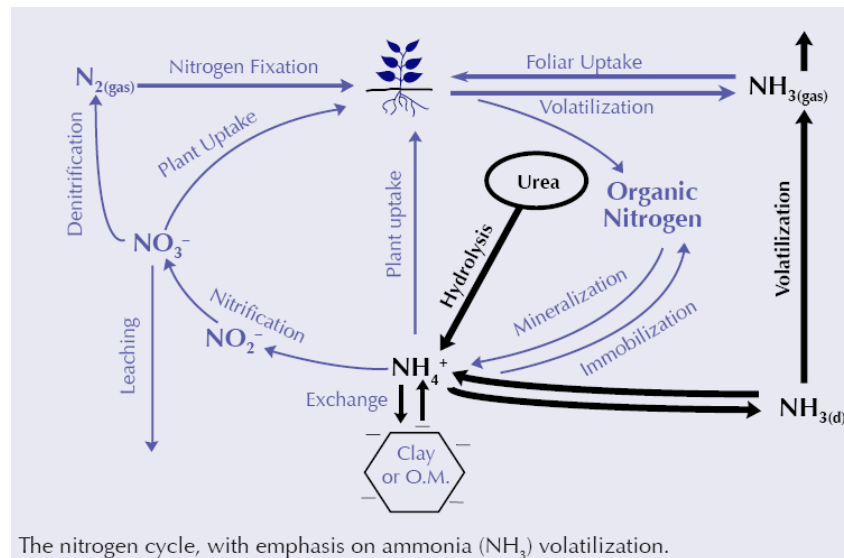 N2(gas)
Nitrogen Fixation
Foliar Uptake
NH3(gas)
Volatilization
Denitrification
Plant Uptake
Plant uptake
Urea
Organic
Nitrogen
Volatilization
Hydrolysis
NO3−
Leaching
Nitrification
NO2−
Mineralization
Immobilization
NH4+
Exchange
NH3(d)
Clay
or O.M.
The nitrogen cycle, with emphasis on ammonia (NH3) volatilization.